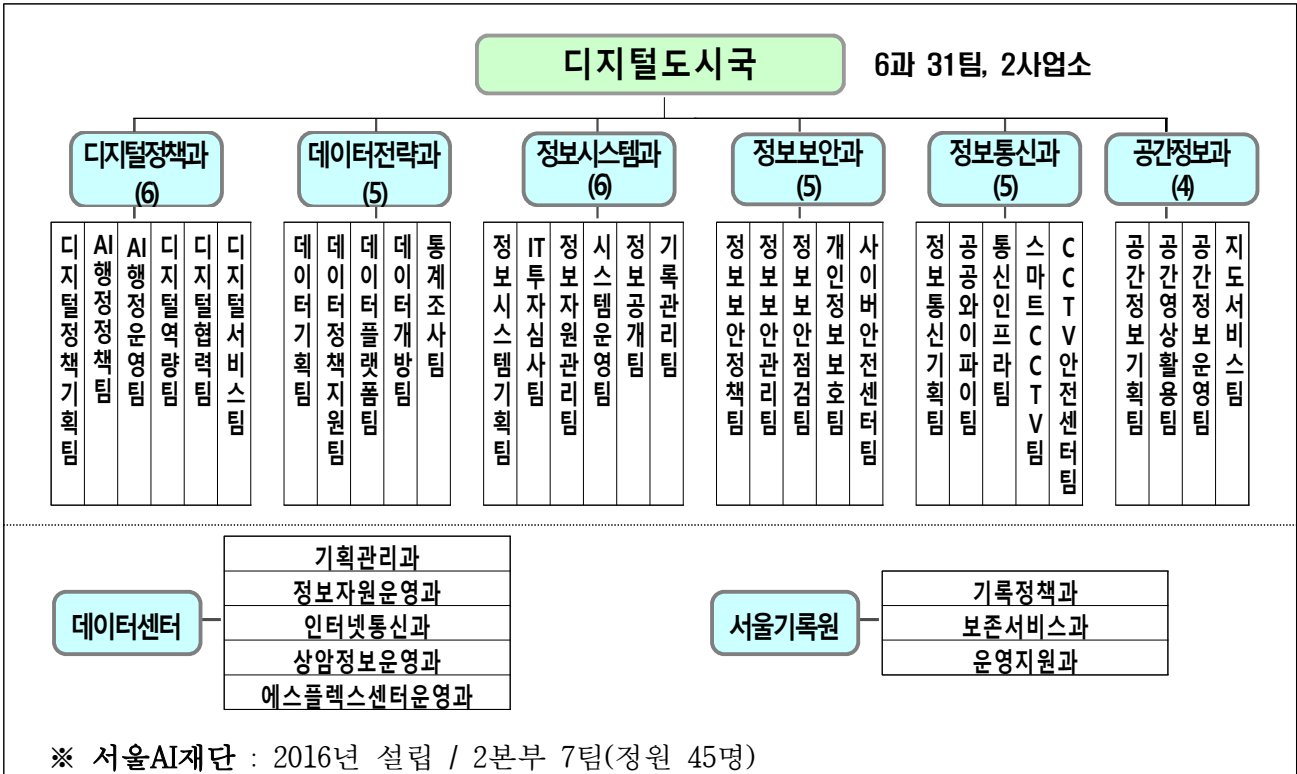 디지털도시국
6과 31팀, 2사업소
디지털정책과
(6)
데이터전략과
(5)
정보시스템과
(6)
정보보안과
(5)
정보통신과
(5)
공간정보과
(4)
디지털정책기획팀
AI행정정책팀
AI행정운영팀
디지털역량팀
디지털협력팀
디지털서비스팀
데이터기획팀
데이터정책지원팀
데이터플랫폼팀
데이터개방팀
통계조사팀
정보시스템기획팀
IT투자심사팀
정보자원관리팀
시스템운영팀
정보공개팀
기록관리팀
정보보안정책팀
정보보안관리팀
정보보안점검팀
개인정보보호팀
사이버안전센터팀
정보통신기획팀
공공와이파이팀
통신인프라팀
스마트CCTV팀
CCTV안전센터팀
공간정보기획팀
공간영상활용팀
공간정보운영팀
지도서비스팀
데이터센터
기획관리과
정보자원운영과
인터넷통신과
상암정보운영과
에스플렉스센터운영과
서울기록원
기록정책과
보존서비스과
운영지원과
※ 서울AI재단 : 2016년 설립 / 2본부 7팀(정원 45명)